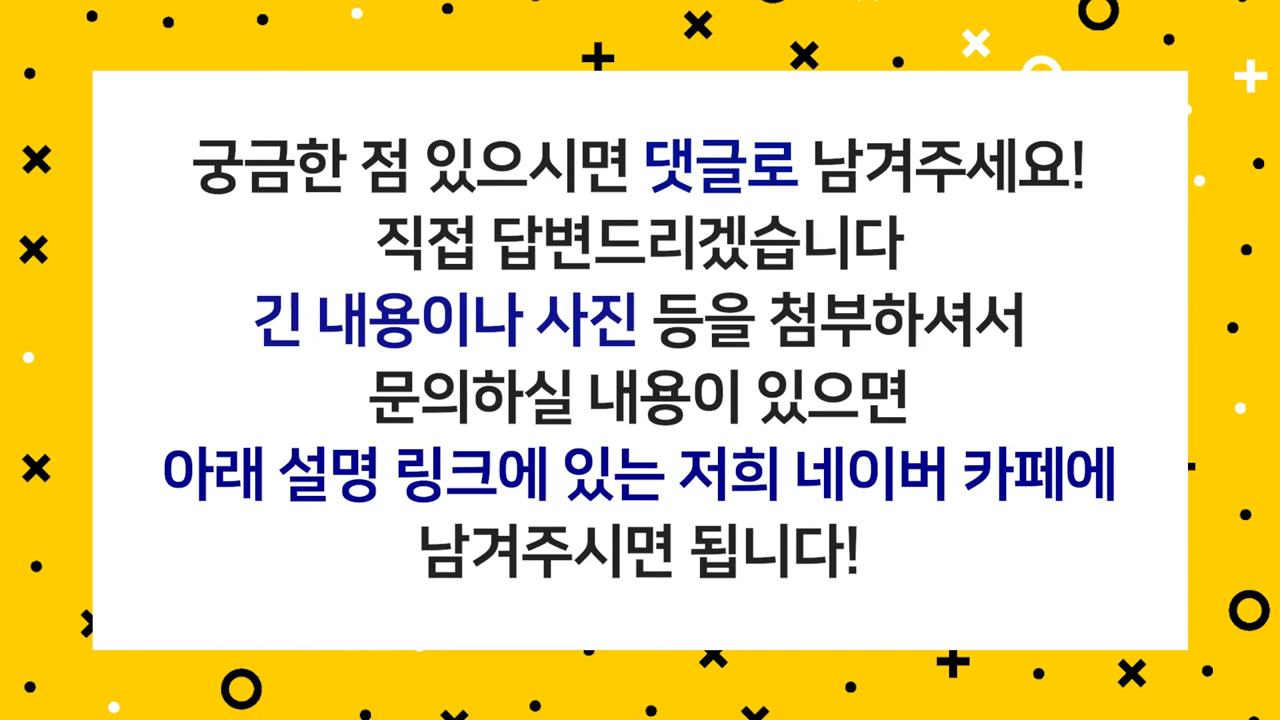 궁금한 점 있으시면 댓글로 남겨주세요!
직접 답변드리겠습니다
긴 내용이나 사진 등을 첨부하셔서
문의하실 내용이 있으면
아래 설명 링크에 있는 저희 네이버 카페에
남겨주시면 됩니다!